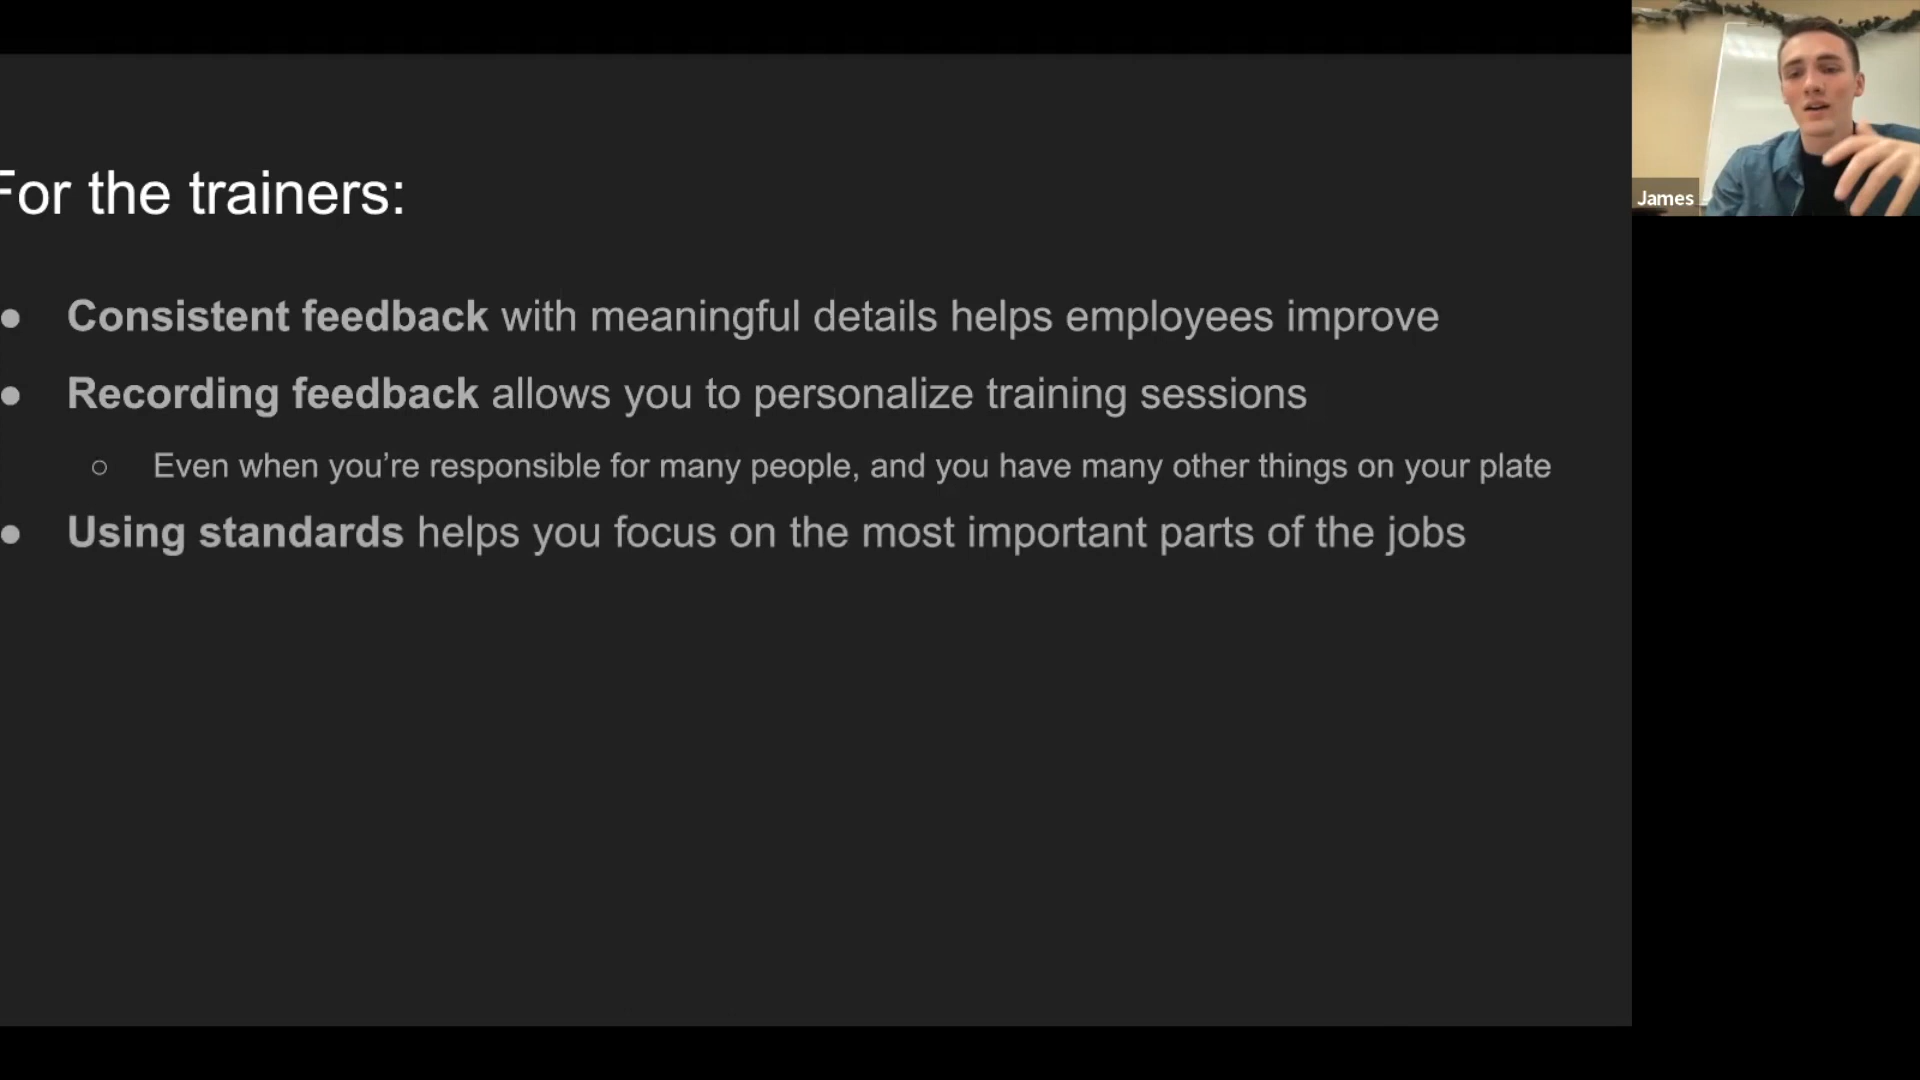 For the trainers:
● Consistent feedback with meaningful details helps employees improve
● Recording feedback allows you to personalize training sessions
○ Even when you’re responsible for many people, and you have many other things on your plate
● Using standards helps you focus on the most important parts of the jobs
James